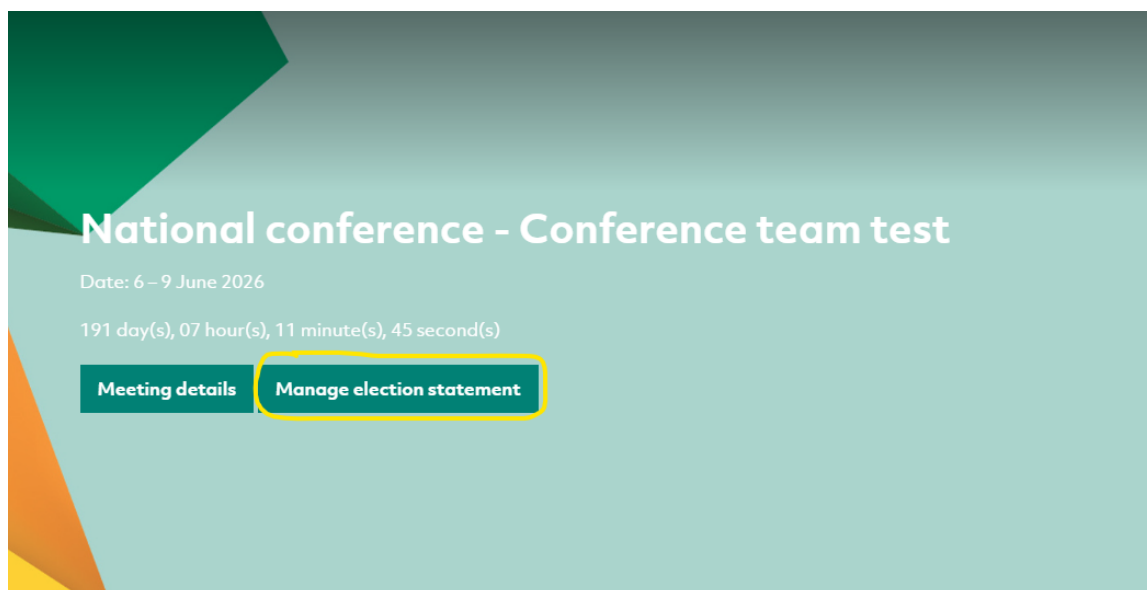 National conference - Conference team test
Date: 6 – 9 June 2026
191 day(s), 07 hour(s), 11 minute(s), 45 second(s)
Meeting details
Manage election statement